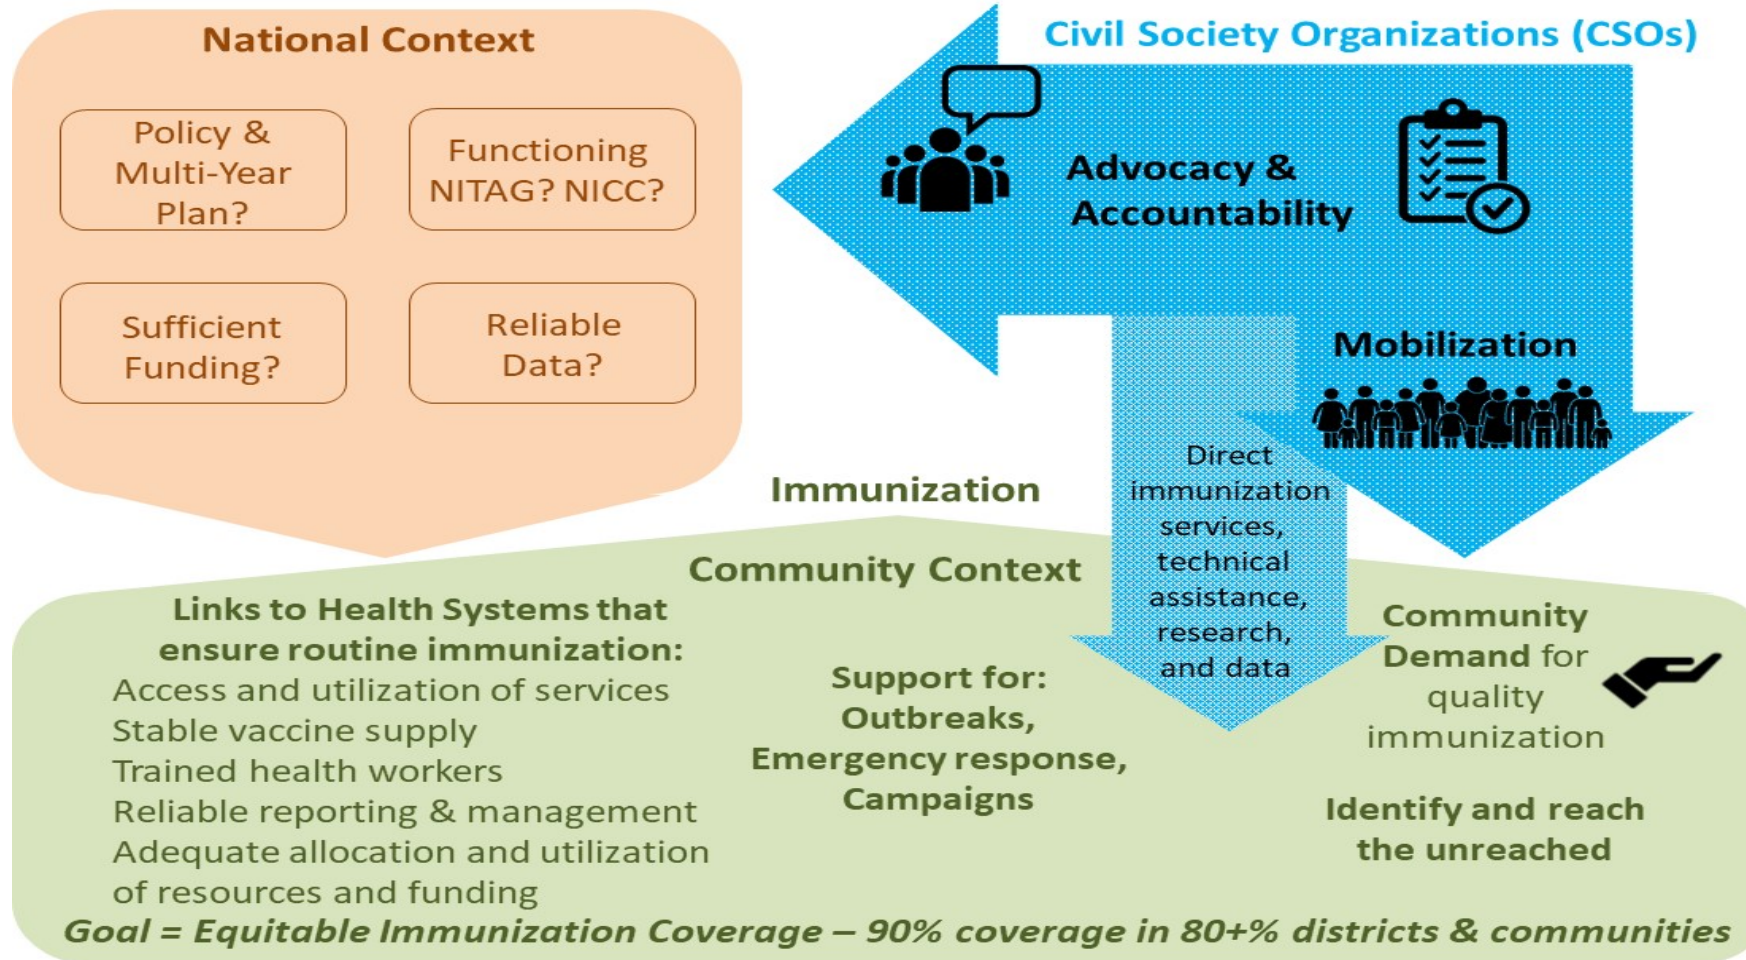 National Context
Policy &
Multi-Year
Plan?
Functioning
NITAG? NICC?
Sufficient
Funding?
Reliable
Data?
Civil Society Organizations (CSOs)
Advocacy &
Accountability
Mobilization
Direct
immunization
services,
technical
assistance,
research,
and data
Immunization
Community Context
Links to Health Systems that
ensure routine immunization:
Access and utilization of services
Stable vaccine supply
Trained health workers
Reliable reporting & management
Adequate allocation and utilization
of resources and funding
Support for:
Outbreaks,
Emergency response,
Campaigns
Community
Demand for
quality
immunization
Identify and reach
the unreached
Goal = Equitable Immunization Coverage – 90% coverage in 80+% districts & communities